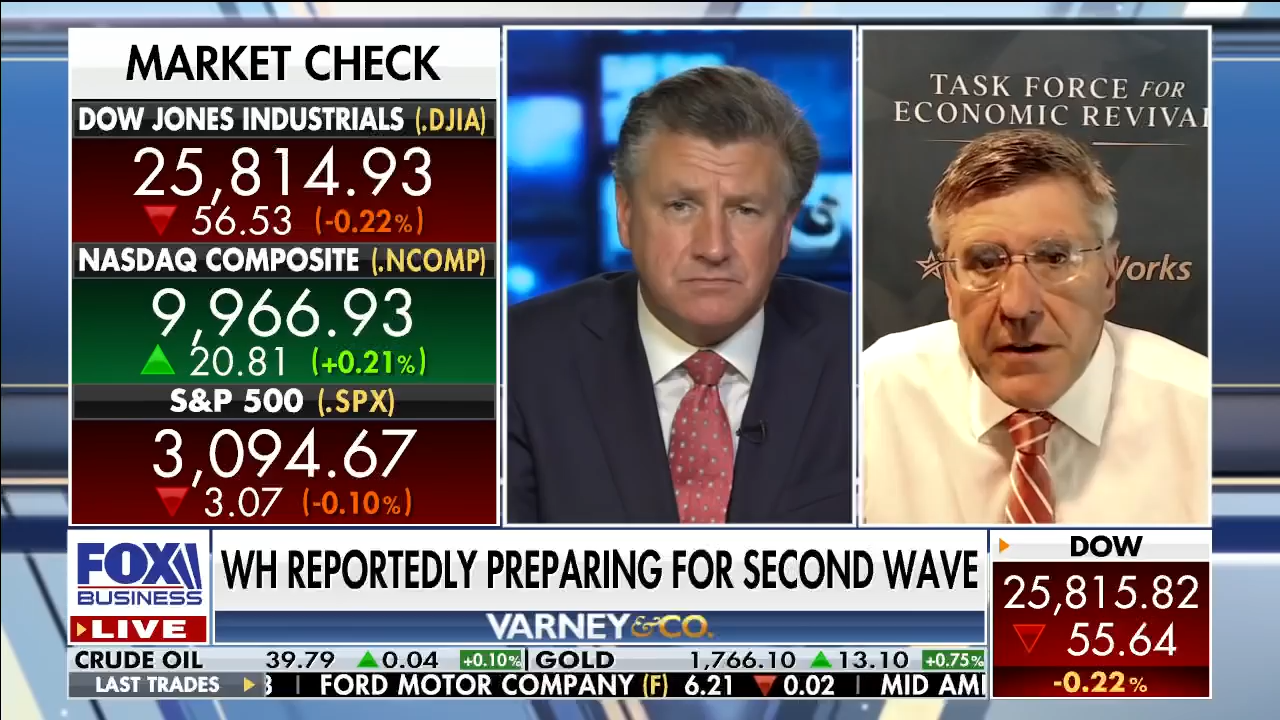 MARKET CHECK
DOW JONES INDUSTRIALS (.DJIA)
25,814.93
56.53 (-0.22%)
NASDAQ COMPOSITE (.NCOMP)
9,966.93
20.81 (+0.21%)
S&P 500 (.SPX)
3,094.67
3.07 (-0.10%)
TASK FORCE FOR
ECONOMIC REVIVAL
Works
FOX
BUSINESS
LIVE
WH REPORTEDLY PREPARING FOR SECOND WAVE
VARNEY & CO.
DOW
25,815.82
55.64
-0.22%
CRUDE OIL 39.79 0.04 +0.10% GOLD 1,766.10 13.10 +0.75%
LAST TRADES FORD MOTOR COMPANY (F) 6.21 0.02 MID